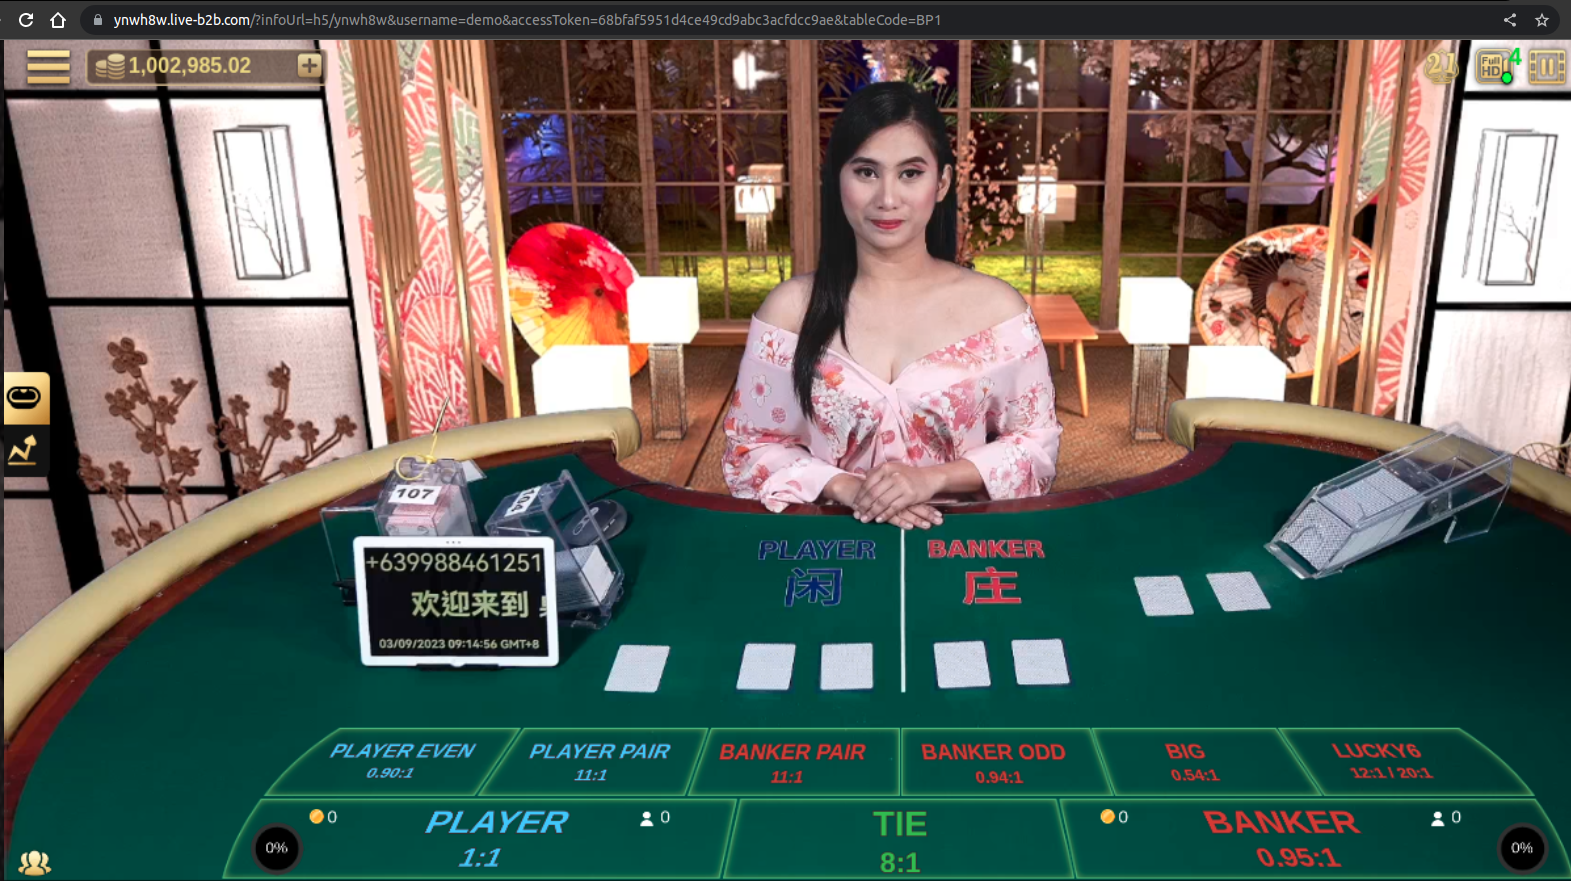 ynwh8w.live-b2b.com/?infoUrl=h5/ynwh8w&username=demo&accessToken=68bfaf5951d4ce49cd9abc3acfdcc9ae&tableCode=BP1
1,002,985.02
21
Full HD
4
107
104
+639988461251
欢迎来到
03/09/2023 09:14:56 GMT+8
PLAYER
闲
BANKER
庄
PLAYER EVEN
0.90:1
PLAYER PAIR
11:1
BANKER PAIR
11:1
BANKER ODD
0.94:1
BIG
0.54:1
LUCKY6
12:1 / 20:1
0%
0
PLAYER
1:1
0
TIE
8:1
0
BANKER
0.95:1
0
0%